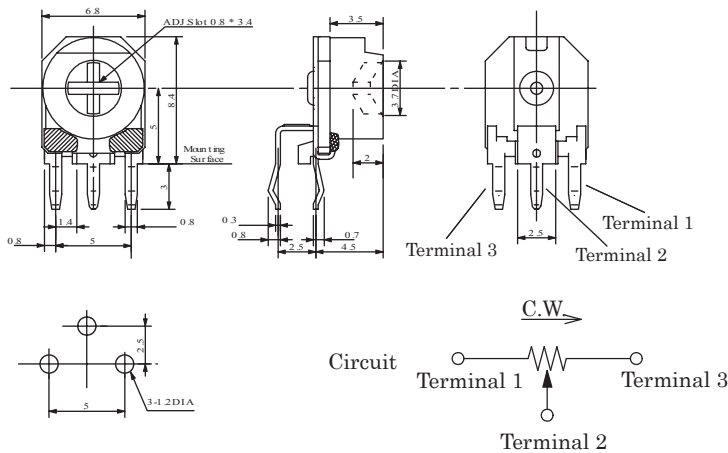 6.8
ADJ Slot 0.8 * 3.4
8.4
5
Mounting
Surface
3
1.4
0.8
0.8
5
3.5
3.7DIA
2
0.3
0.8
0.7
2.5
4.5
Terminal 3
2.5
Terminal 1
Terminal 2
2.5
5
3-1.2DIA
C.W.
Circuit
Terminal 1
Terminal 3
Terminal 2